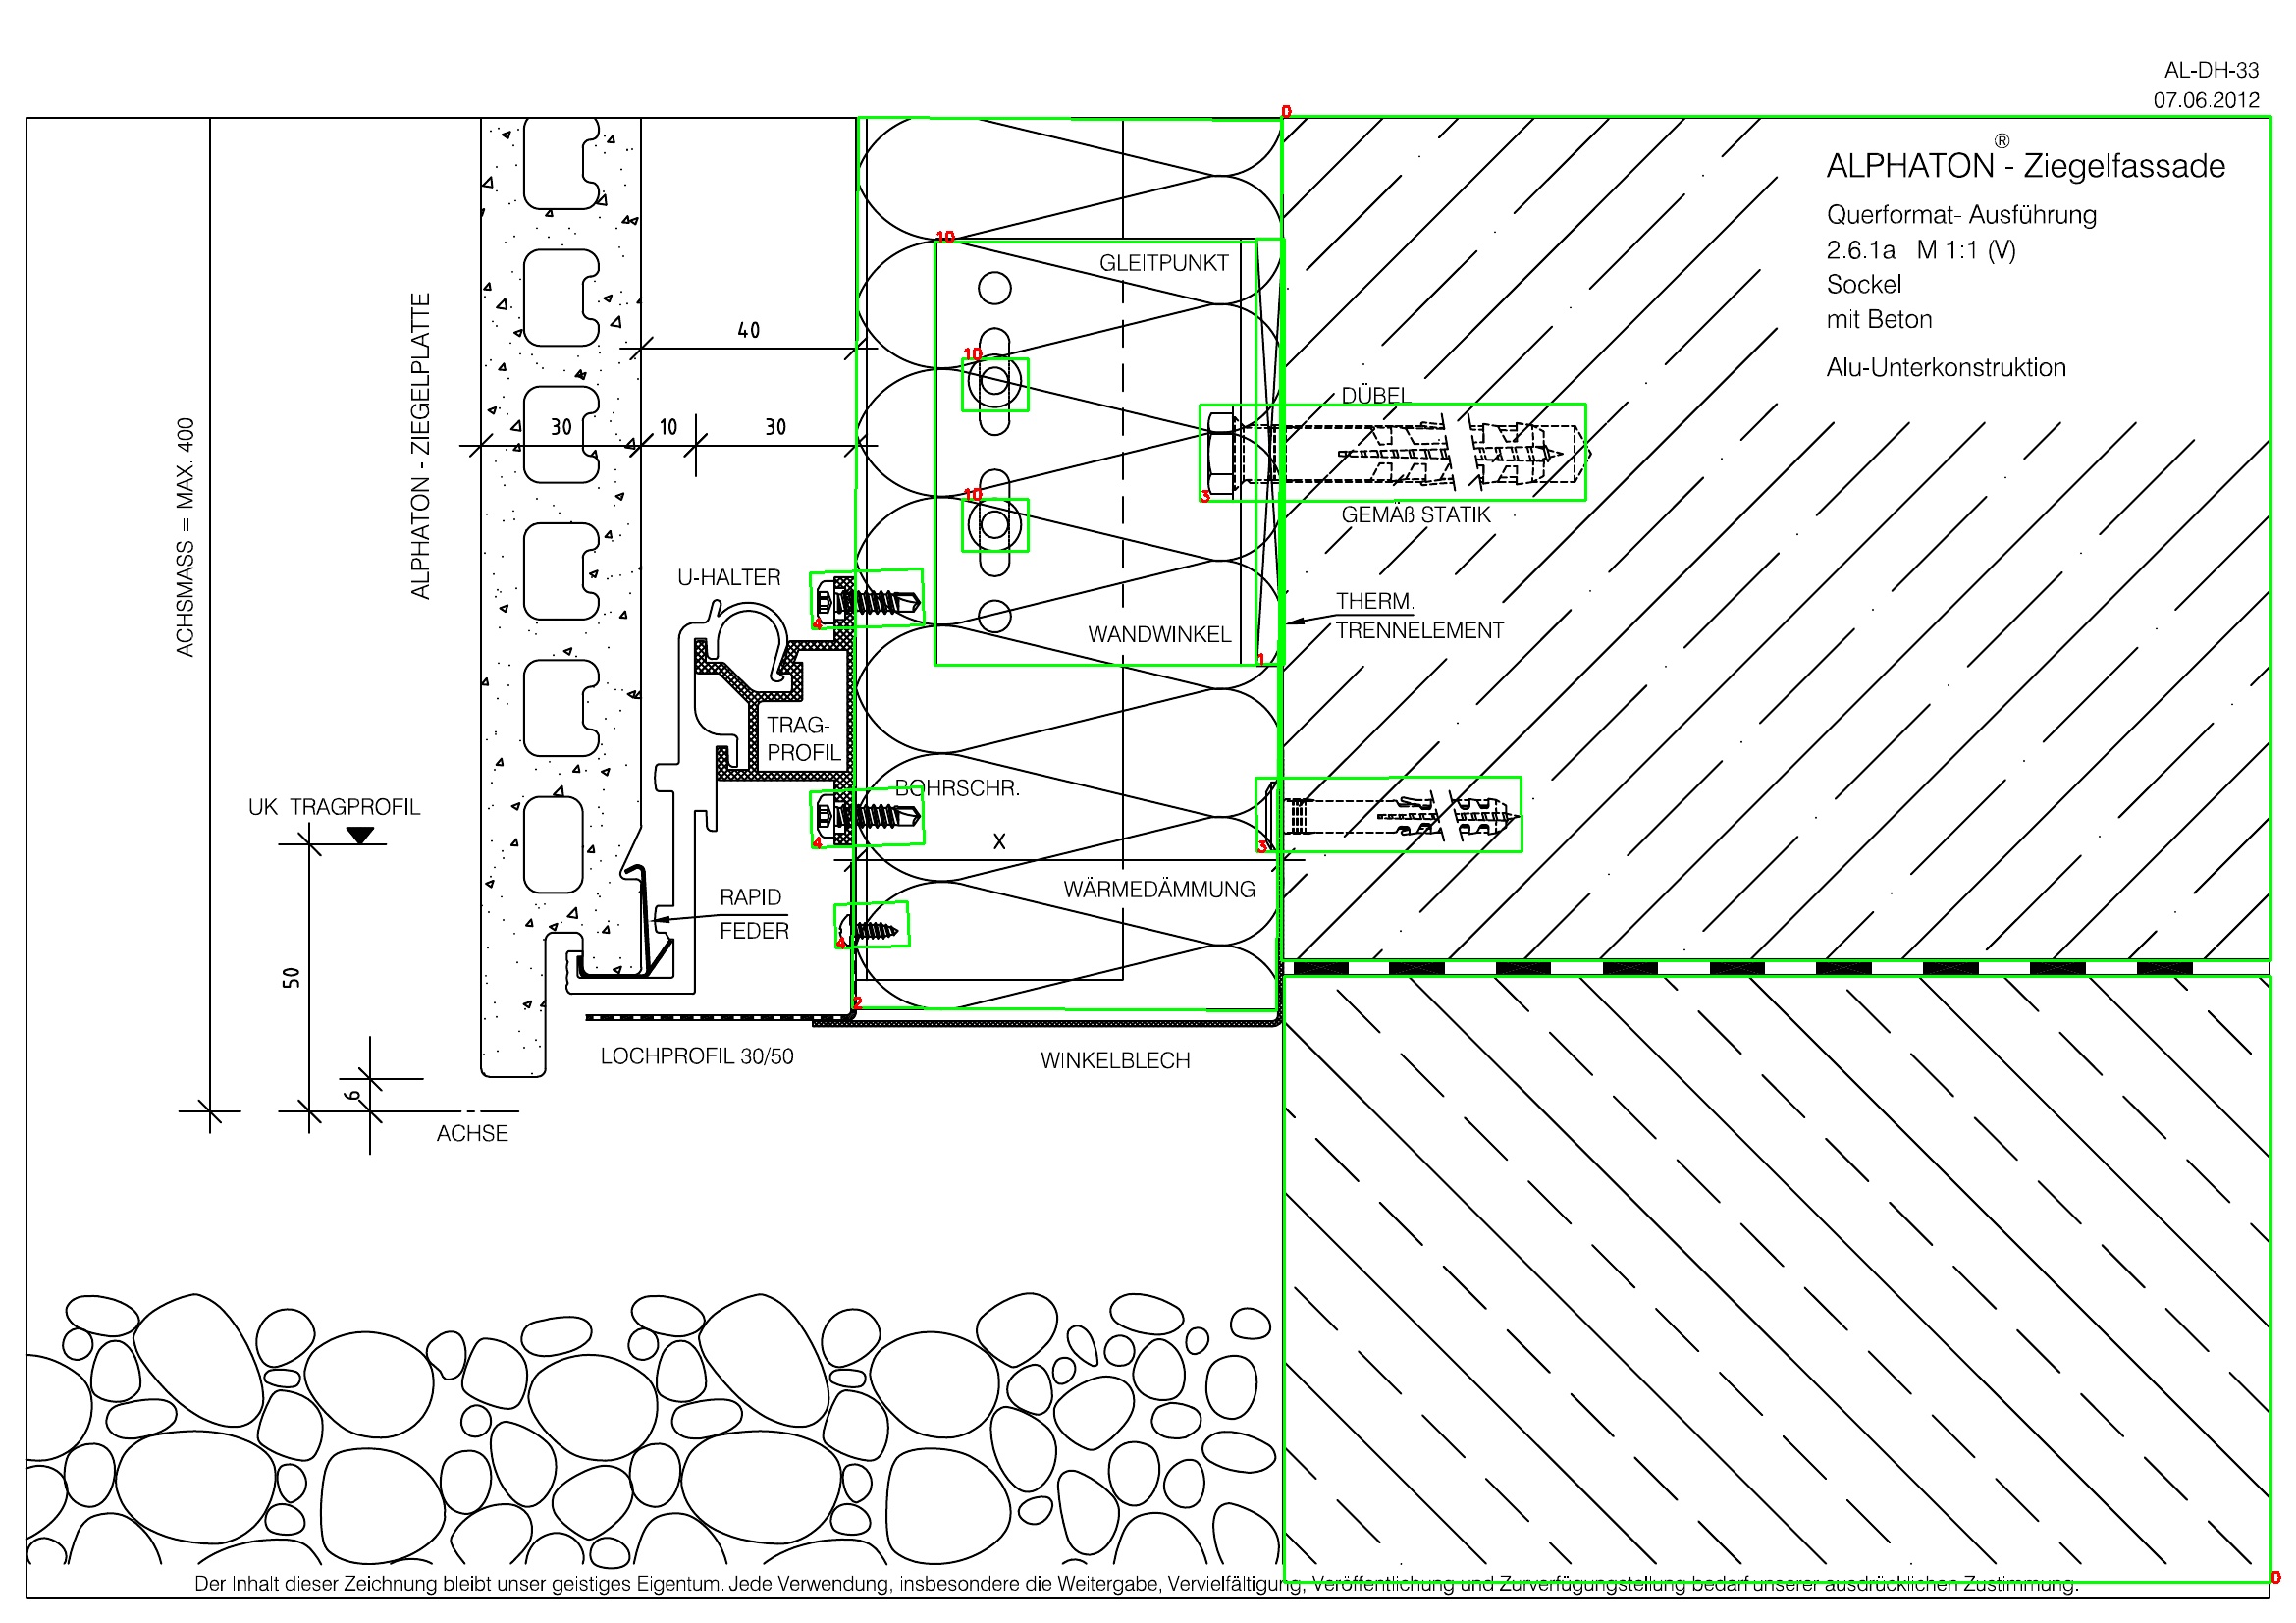 AL-DH-33
07.06.2012
®
ALPHATON - Ziegelfassade
Querformat- Ausführung
2.6.1a M 1:1 (V)
Sockel
mit Beton
Alu-Unterkonstruktion
0
10
GLEITPUNKT
ALPHATON - ZIEGELPLATTE
40
10
DÜBEL
ACHSMASS = MAX. 400
30
10
30
10
3
GEMÄß STATIK
U-HALTER
THERM.
TRENNELEMENT
4
WANDWINKEL
1
TRAG-
PROFIL
BOHRSCHR.
UK TRAGPROFIL
4
X
3
WÄRMEDÄMMUNG
RAPID
FEDER
4
50
2
LOCHPROFIL 30/50
WINKELBLECH
6
ACHSE
Der Inhalt dieser Zeichnung bleibt unser geistiges Eigentum. Jede Verwendung, insbesondere die Weitergabe, Vervielfältigung, Veröffentlichung und Zurverfügungstellung bedarf unserer ausdrücklichen Zustimmung.
0